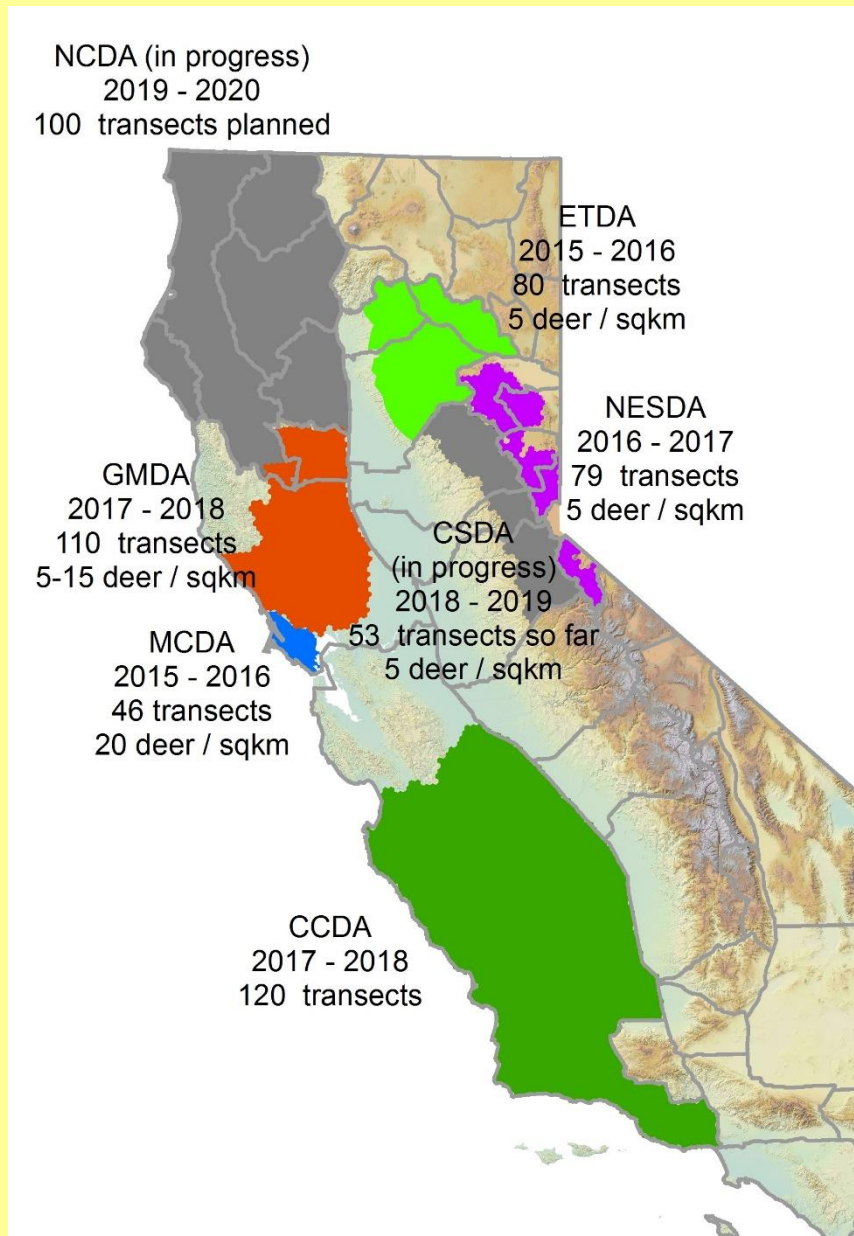 NCDA (in progress)
2019 - 2020
100 transects planned
ETDA
2015 - 2016
80 transects
5 deer / sqkm
NESDA
2016 - 2017
79 transects
5 deer / sqkm
GMDA
2017 - 2018
110 transects
5-15 deer / sqkm
CSDA
(in progress)
2018 - 2019
53 transects so far
5 deer / sqkm
MCDA
2015 - 2016
46 transects
20 deer / sqkm
CCDA
2017 - 2018
120 transects